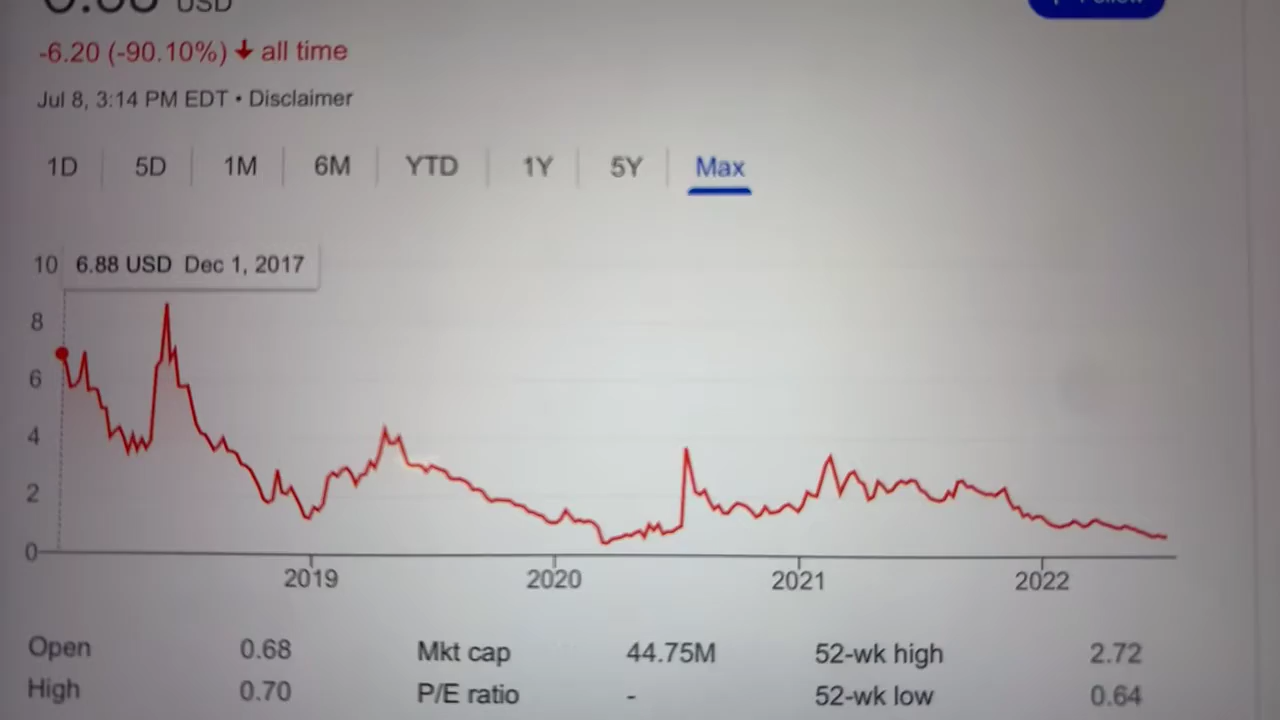 USD
Follow
-6.20 (-90.10%) ↓ all time
Jul 8, 3:14 PM EDT • Disclaimer
1D 5D 1M 6M YTD 1Y 5Y Max
10 6.88 USD Dec 1, 2017
8
6
4
2
0
2019 2020 2021 2022
Open 0.68 Mkt cap 44.75M 52-wk high 2.72
High 0.70 P/E ratio - 52-wk low 0.64